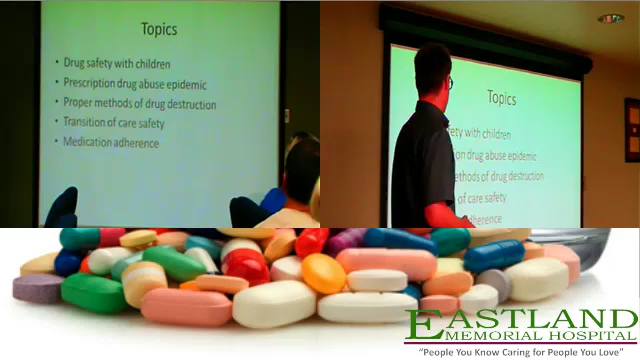 Topics
• Drug safety with children
• Prescription drug abuse epidemic
• Proper methods of drug destruction
• Transition of care safety
• Medication adherence
Topics
fety with children
on drug abuse epidemic
ethods of drug destruction
of care safety
dherence
EASTLAND
MEMORIAL HOSPITAL
"People You Know Caring for People You Love"